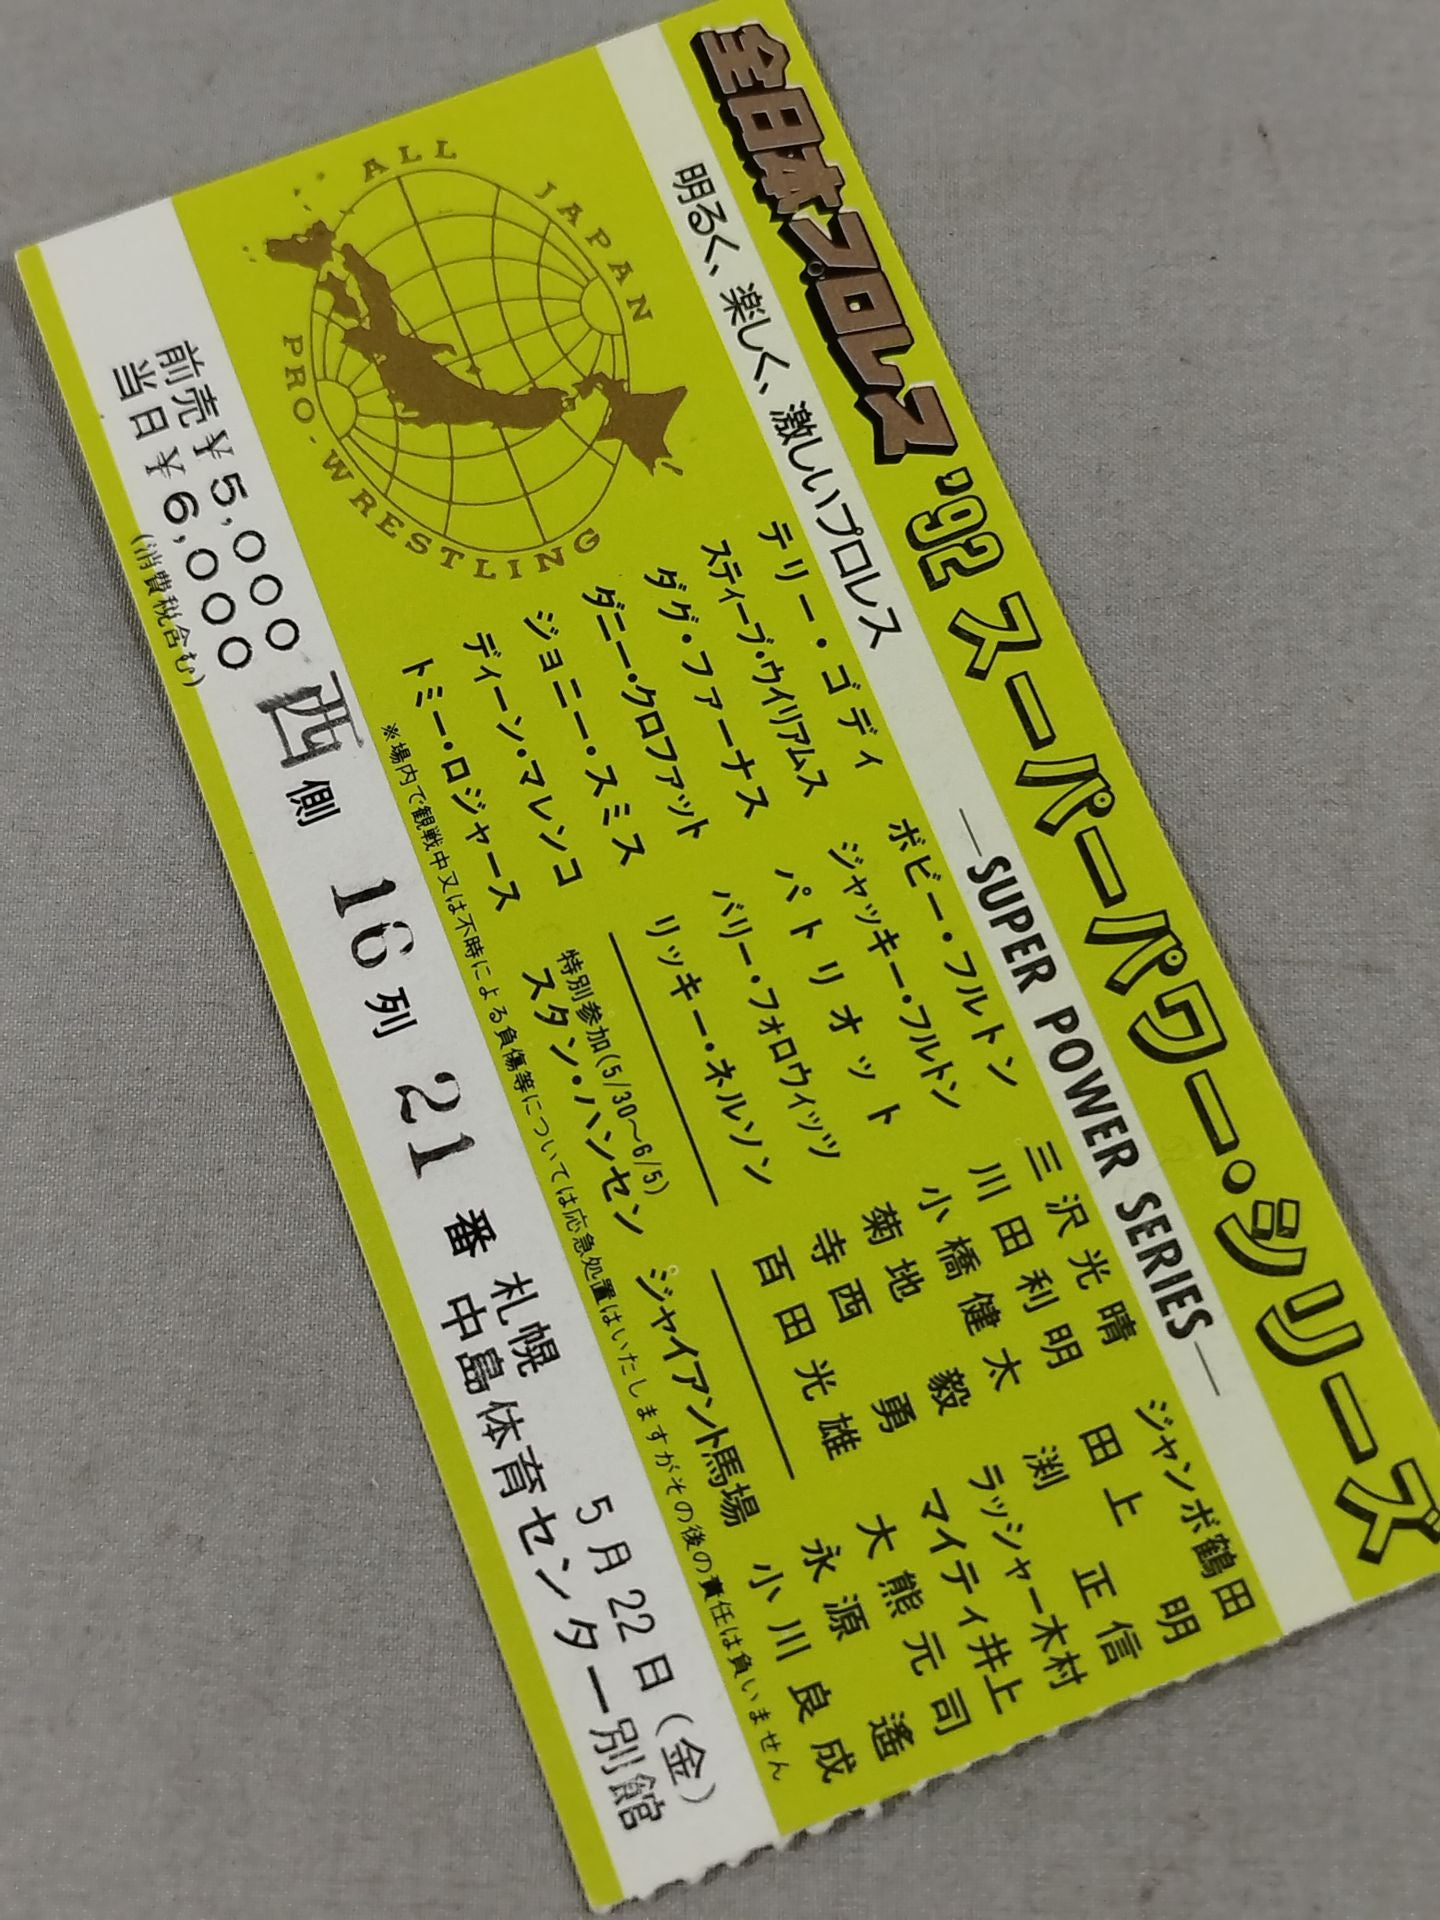 全日本プロレス '92 スーパーパワー・シリーズ
明るく、楽しく、激しいプロレス
—SUPER POWER SERIES—
ALL JAPAN
PRO-WRESTLING
テリー・ゴディ
スティーブ・ウイリアムス
ダグ・ファーナス
ダニー・クロファット
ジョニー・スミス
ディーン・マレンコ
トミー・ロジャース
ボビー・フルトン
ジャッキー・フルトン
パトリオット
バリー・フォロウィッツ
リッキー・ネルソン
特別参加(5/30〜6/5)
スタン・ハンセン
三沢光晴
川田利明
小橋健太
菊地毅
寺西勇
百田光雄
ジャイアント馬場
ジャンボ鶴田
田上明
渕正信
ラッシャー木村
マイティ井上
大熊元司
永源遙
小川良成
※場内で観戦中又は不時による負傷等については応急処置はいたしますがその後の責任は負いません
前売¥5,000
当日¥6,000
(消費税含む)
西側 16列 21番
5月22日(金)
札幌 中島体育センター別館